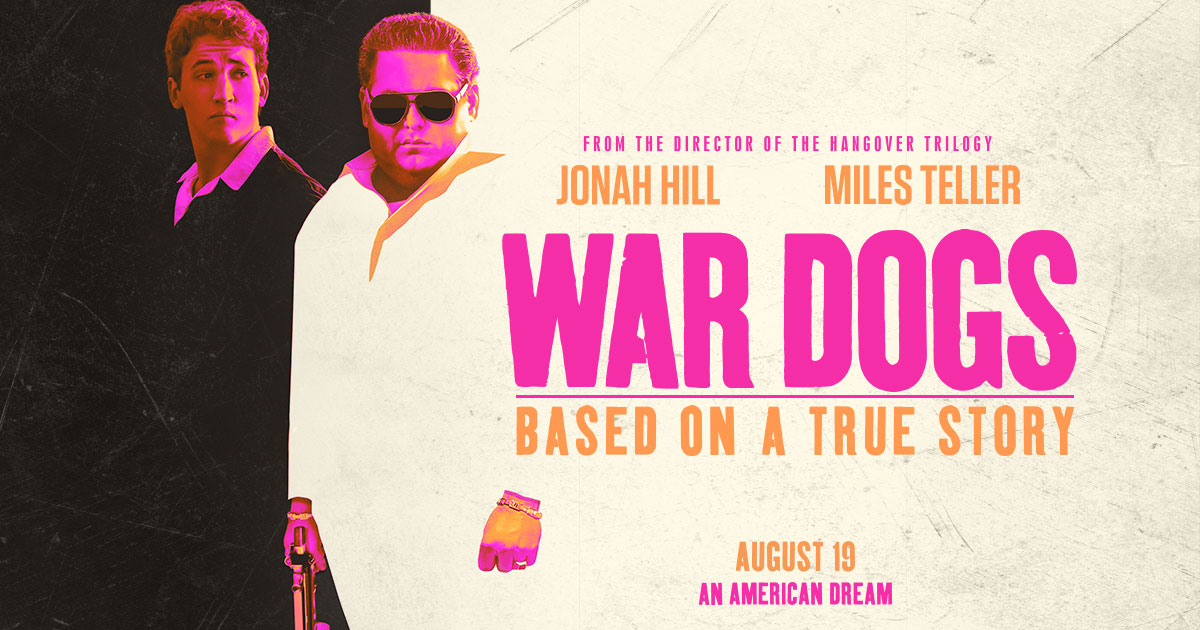 FROM THE DIRECTOR OF THE HANGOVER TRILOGY
JONAH HILL MILES TELLER
WAR DOGS
BASED ON A TRUE STORY
AUGUST 19
AN AMERICAN DREAM